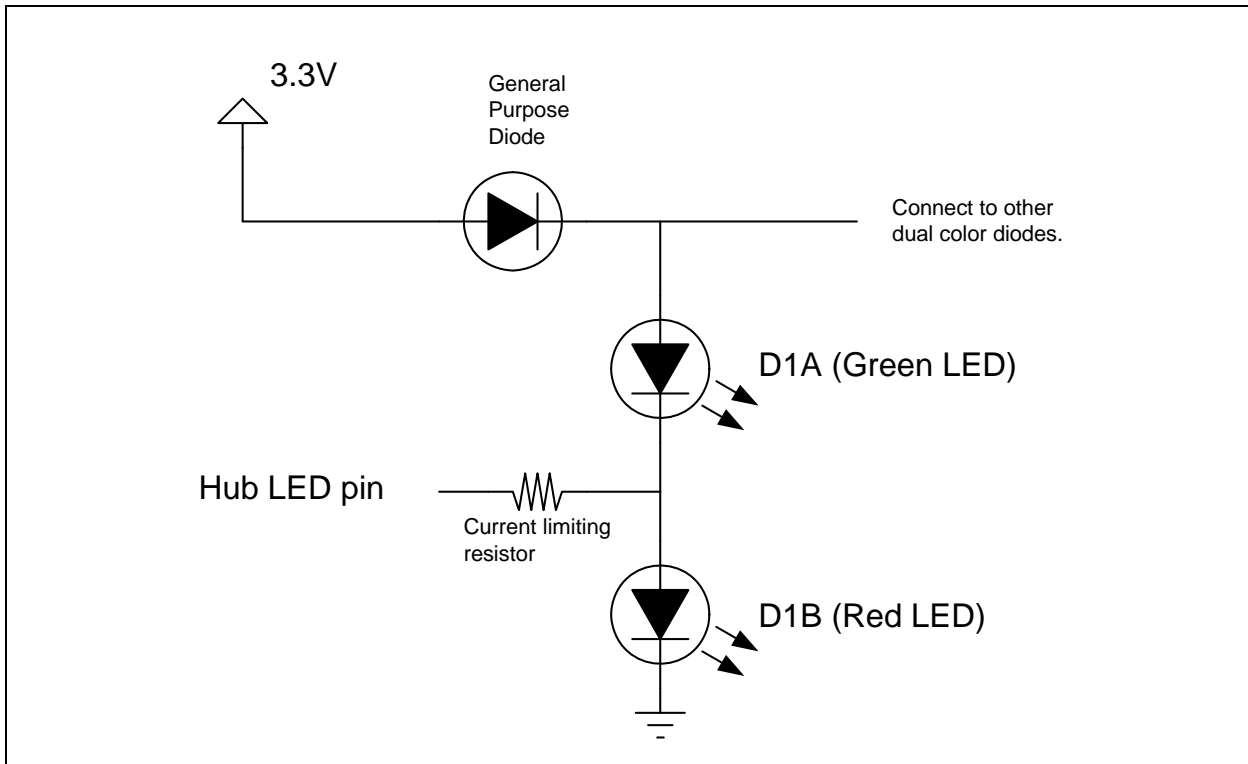 3.3V
General
Purpose
Diode
Connect to other
dual color diodes.
D1A (Green LED)
Hub LED pin
Current limiting
resistor
D1B (Red LED)